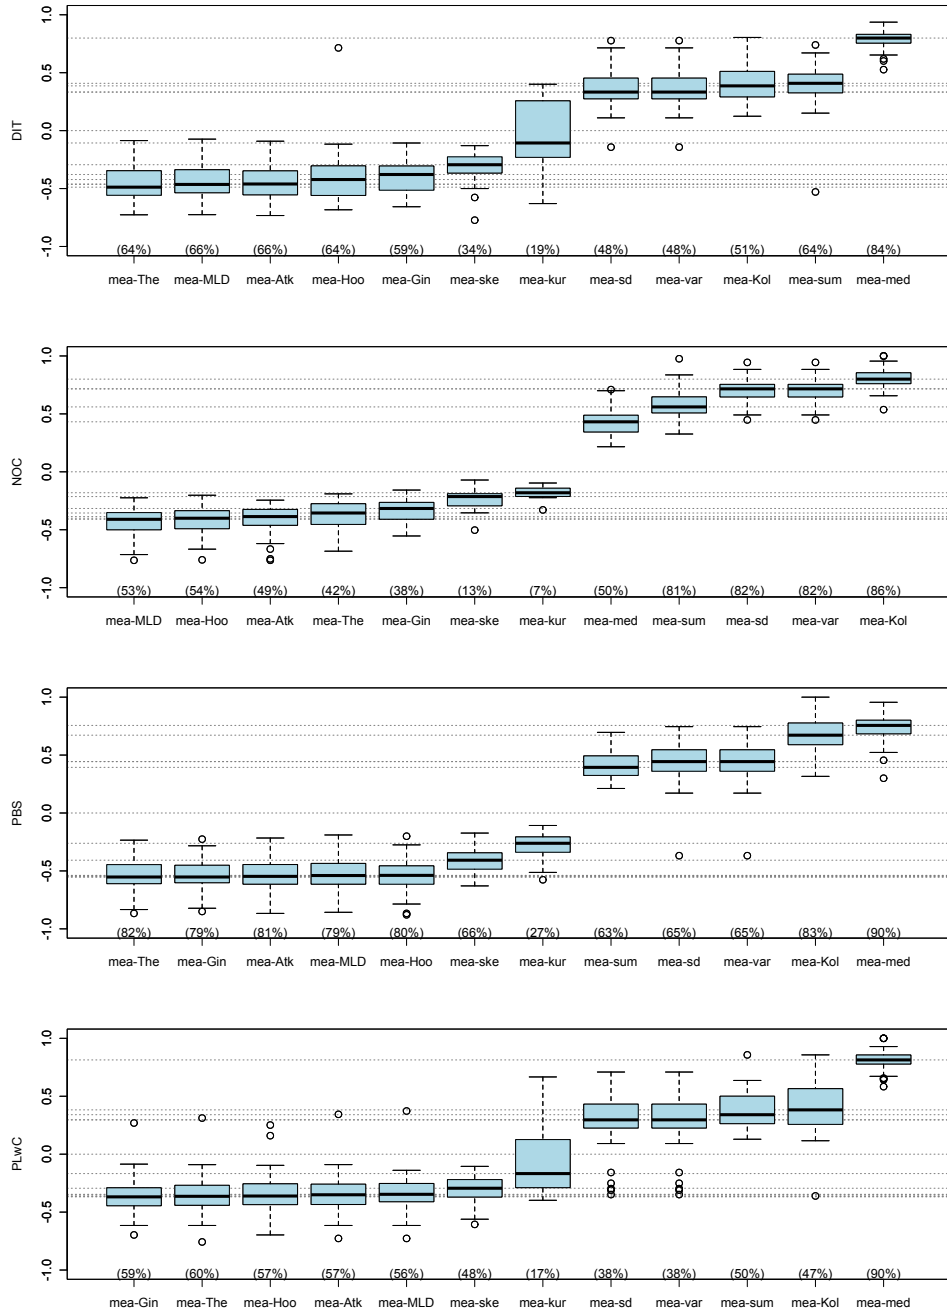 1.0
0.5
0.0
-0.5
-1.0
DIT
(64%) (66%) (66%) (64%) (59%) (34%) (19%) (48%) (48%) (51%) (64%) (84%)
mea-The mea-MLD mea-Atk mea-Hoo mea-Gin mea-ske mea-kur mea-sd mea-var mea-Kol mea-sum mea-med
1.0
0.5
0.0
-0.5
-1.0
NOC
(53%) (54%) (49%) (42%) (38%) (13%) (7%) (50%) (81%) (82%) (82%) (86%)
mea-MLD mea-Hoo mea-Atk mea-The mea-Gin mea-ske mea-kur mea-med mea-sum mea-sd mea-var mea-Kol
1.0
0.5
0.0
-0.5
-1.0
PBS
(82%) (79%) (81%) (79%) (80%) (66%) (27%) (63%) (65%) (65%) (83%) (90%)
mea-The mea-Gin mea-Atk mea-MLD mea-Hoo mea-ske mea-kur mea-sum mea-sd mea-var mea-Kol mea-med
1.0
0.5
0.0
-0.5
-1.0
PLwC
(59%) (60%) (57%) (57%) (56%) (48%) (17%) (38%) (38%) (50%) (47%) (90%)
mea-Gin mea-The mea-Hoo mea-Atk mea-MLD mea-ske mea-kur mea-sd mea-var mea-sum mea-Kol mea-med